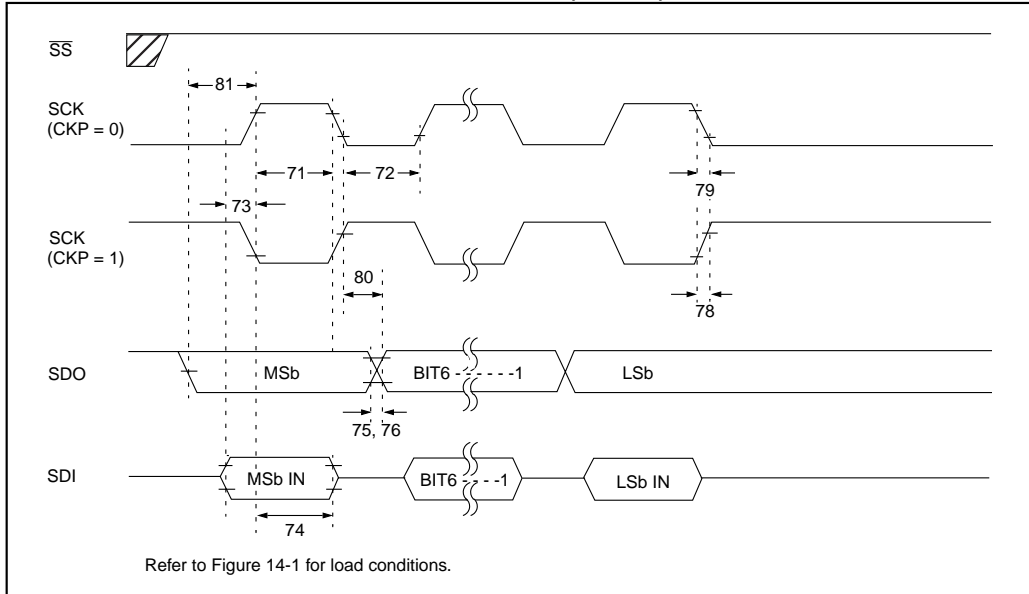 SS
81
SCK
(CKP = 0)
71
72
79
73
SCK
(CKP = 1)
80
78
SDO
MSb
BIT6 - - - - - -1
LSb
75, 76
SDI
MSb IN
BIT6 - - - -1
LSb IN
74
Refer to Figure 14-1 for load conditions.